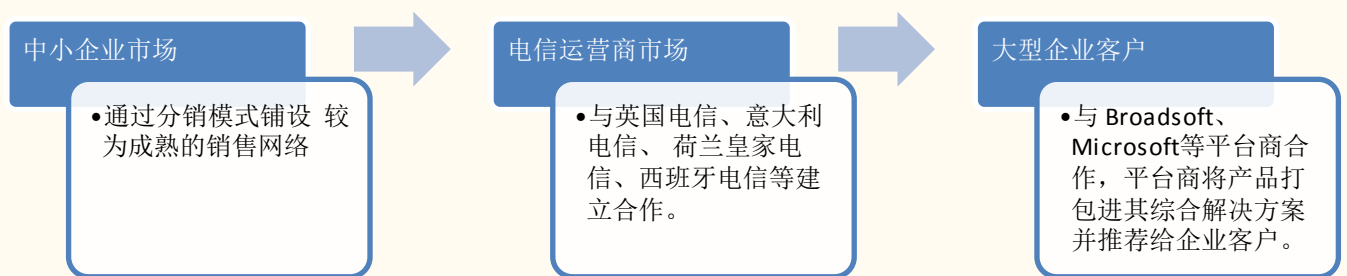 中小企业市场
•通过分销模式铺设 较
为成熟的销售网络
电信运营商市场
•与英国电信、意大利
电信、 荷兰皇家电
信、西班牙电信等建
立合作。
大型企业客户
•与 Broadsoft、
Microsoft等平台商合
作，平台商将产品打
包进其综合解决方案
并推荐给企业客户。